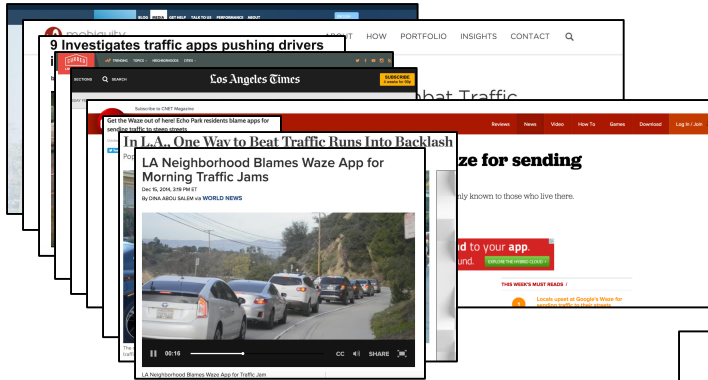 BLOG MEDIA GET HELP TALK TO US PERFORMANCE ABOUT
mobiquity
ABOUT HOW PORTFOLIO INSIGHTS CONTACT
9 Investigates traffic apps pushing drivers
CURBED
TRENDING TOPICS NEIGHBORHOODS CITIES
SECTIONS SEARCH Los Angeles Times SUBSCRIBE
4 weeks for 99¢
Traffic
Subscribe to CNET Magazine
Reviews News Video How To Games Download Log In / Join
Get the Waze out of here! Echo Park residents blame apps for
sending traffic to steep streets
In L.A., One Way to Beat Traffic Runs Into Backlash
LA Neighborhood Blames Waze App for
Morning Traffic Jams
Dec 15, 2014, 3:19 PM ET
By DINA ABOU SALEM via WORLD NEWS
ze for sending
nly known to those who live there.
d to your app.
und. EXPLORE THE HYBRID CLOUD
THIS WEEK'S MUST READS /
Locals upset at Google's Waze for
sending traffic to their streets
00:16 CC SHARE
LA Neighborhood Blames Waze App for Traffic Jam